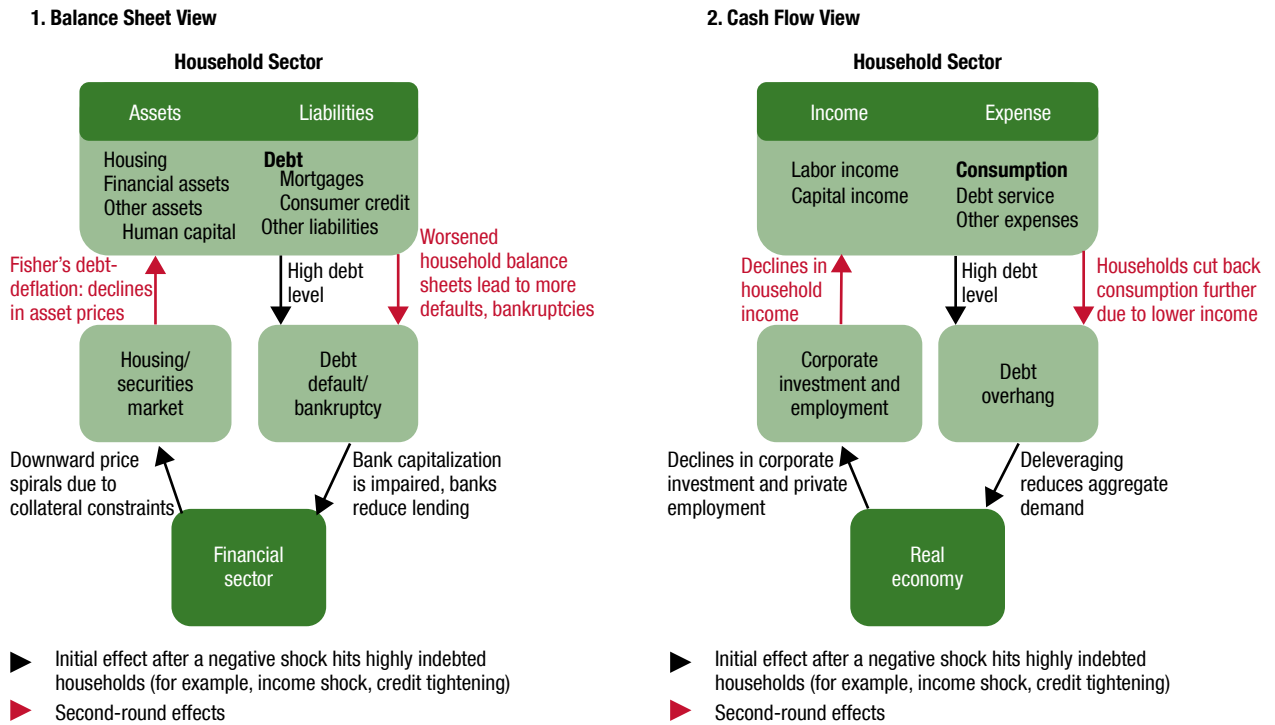 1. Balance Sheet View
Household Sector
Assets
Liabilities
Housing
Financial assets
Other assets
Human capital
Debt
Mortgages
Consumer credit
Other liabilities
Fisher's debt-
deflation: declines
in asset prices
High debt
level
Worsened
household balance
sheets lead to more
defaults, bankruptcies
Housing/
securities
market
Debt
default/
bankruptcy
Downward price
spirals due to
collateral constraints
Bank capitalization
is impaired, banks
reduce lending
Financial
sector
Initial effect after a negative shock hits highly indebted
households (for example, income shock, credit tightening)
Second-round effects
2. Cash Flow View
Household Sector
Income
Expense
Labor income
Capital income
Consumption
Debt service
Other expenses
Declines in
household
income
High debt
level
Households cut back
consumption further
due to lower income
Corporate
investment and
employment
Debt
overhang
Declines in corporate
investment and private
employment
Deleveraging
reduces aggregate
demand
Real
economy
Initial effect after a negative shock hits highly indebted
households (for example, income shock, credit tightening)
Second-round effects